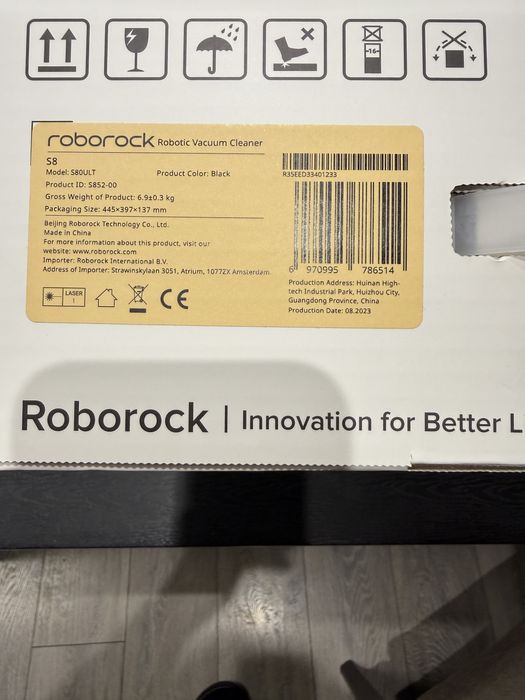 -16-
roborock Robotic Vacuum Cleaner
S8
Model: S80ULT Product Color: Black
Product ID: S852-00
Gross Weight of Product: 6.9±0.3 kg
Packaging Size: 445×397×137 mm
Beijing Roborock Technology Co., Ltd.
Made in China
For more information about this product, visit our
website: www.roborock.com
Importer: Roborock International B.V.
Address of Importer: Strawinskylaan 3051, Atrium, 1077ZX Amsterdam
LASER
1
CE
R35EED33401233
6 970995 786514
Production Address: Huinan High-
tech Industrial Park, Huizhou City,
Guangdong Province, China
Production Date: 08.2023
Roborock | Innovation for Better L